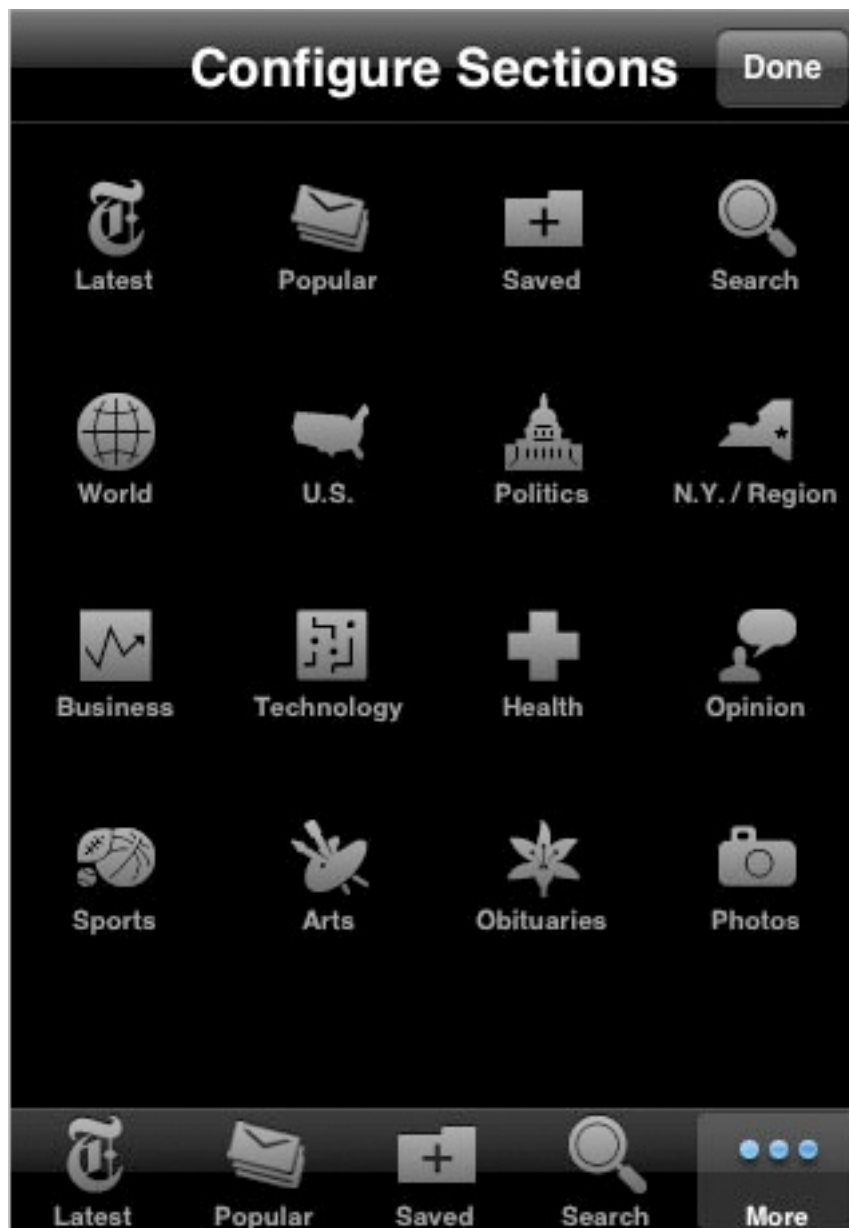 Configure Sections Done
Latest Popular Saved Search
World U.S. Politics N.Y. / Region
Business Technology Health Opinion
Sports Arts Obituaries Photos
Latest Popular Saved Search More